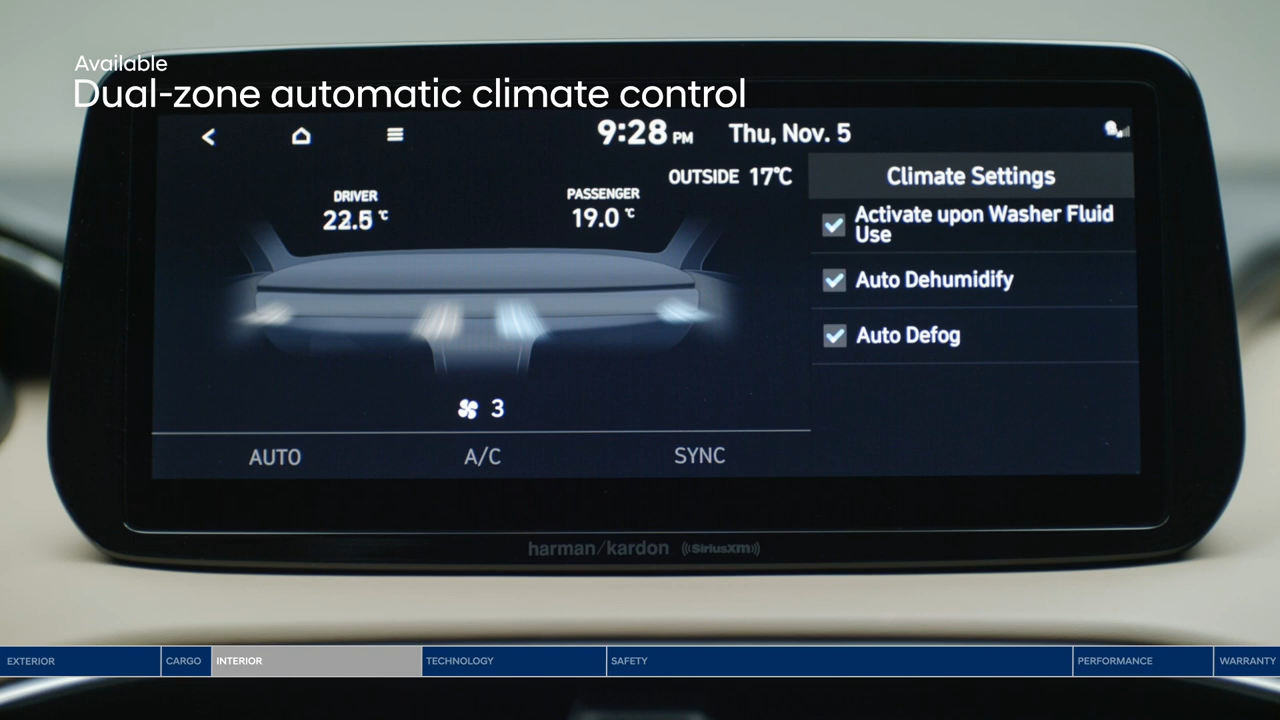 Available
Dual-zone automatic climate control
9:28 PM Thu, Nov. 5
OUTSIDE 17°C
DRIVER
22.5 °C
PASSENGER
19.0 °C
3
AUTO A/C SYNC
Climate Settings
Activate upon Washer Fluid
Use
Auto Dehumidify
Auto Defog
harman/kardon ((SiriusXM))
EXTERIOR CARGO INTERIOR TECHNOLOGY SAFETY PERFORMANCE WARRANTY